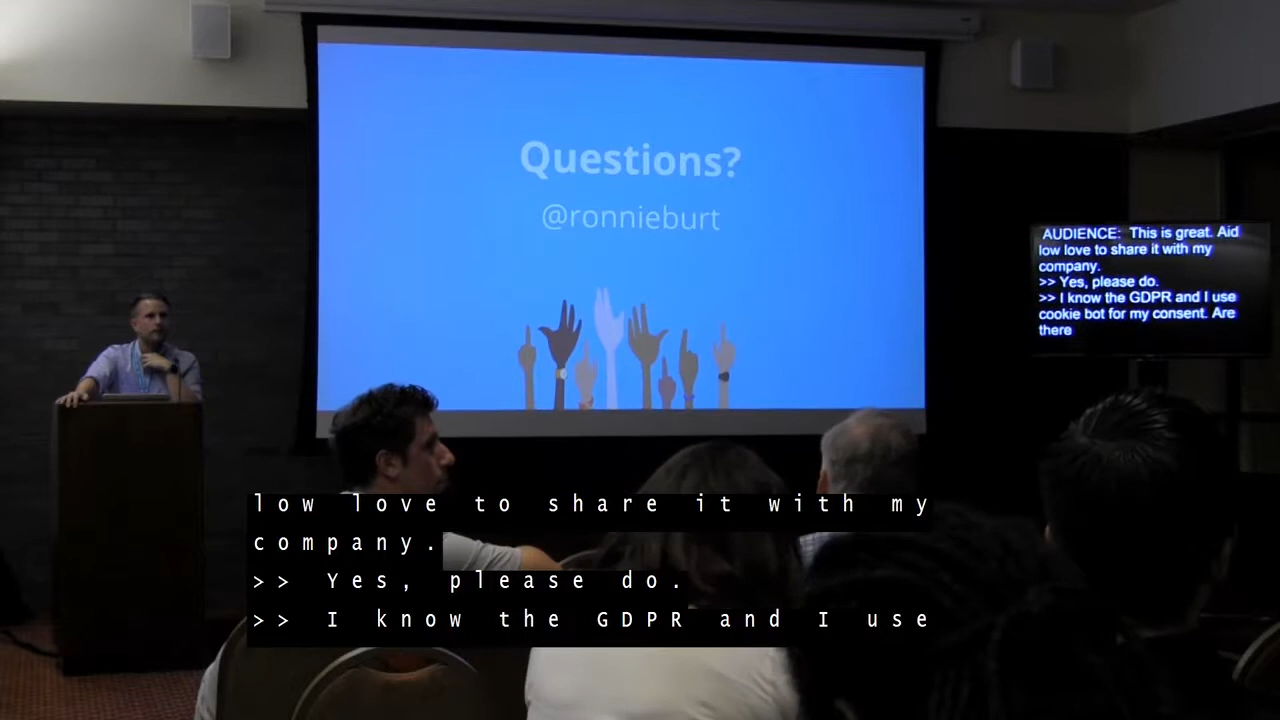 Questions?
@ronnieburt
AUDIENCE: This is great. Aid
low love to share it with my
company.
>> Yes, please do.
>> I know the GDPR and I use
cookie bot for my consent. Are
there
low love to share it with my
company.
>> Yes, please do.
>> I know the GDPR and I use